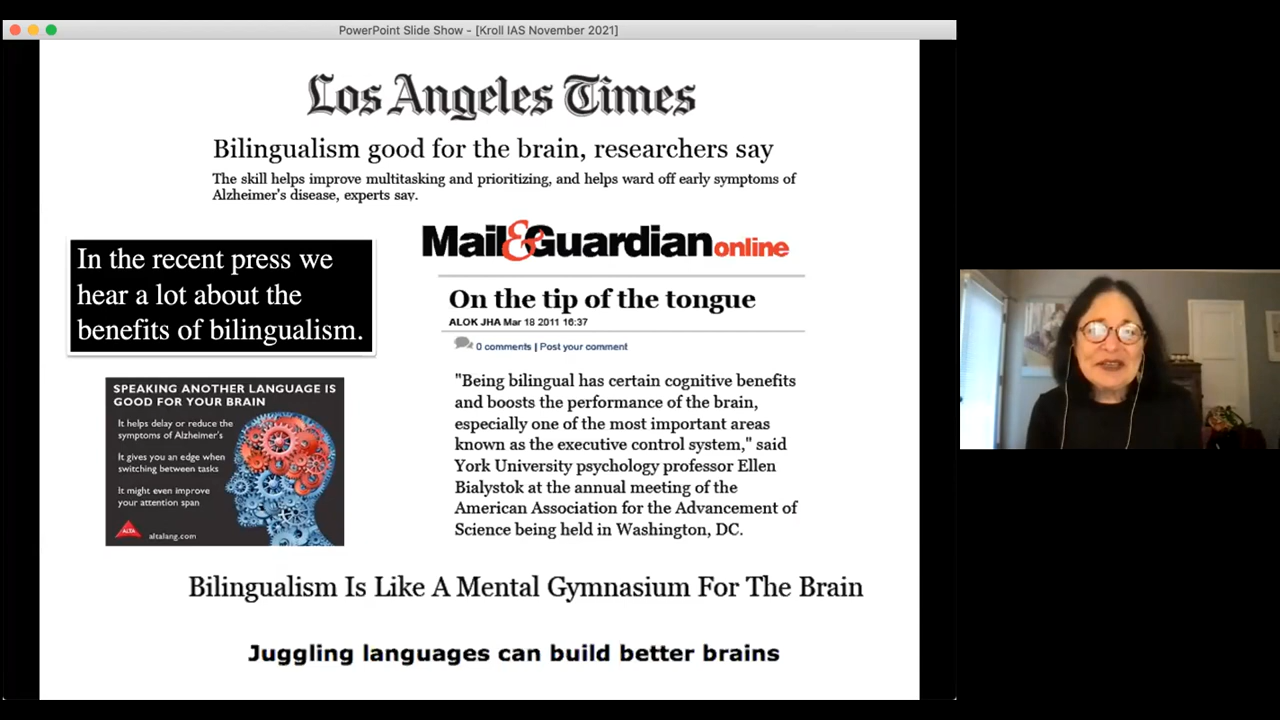 PowerPoint Slide Show - [Kroll IAS November 2021]
Los Angeles Times
Bilingualism good for the brain, researchers say
The skill helps improve multitasking and prioritizing, and helps ward off early symptoms of
Alzheimer's disease, experts say.
In the recent press we
hear a lot about the
benefits of bilingualism.
Mail&Guardianonline
On the tip of the tongue
ALOK JHA Mar 18 2011 16:37
0 comments | Post your comment
"Being bilingual has certain cognitive benefits
and boosts the performance of the brain,
especially one of the most important areas
known as the executive control system," said
York University psychology professor Ellen
Bialystok at the annual meeting of the
American Association for the Advancement of
Science being held in Washington, DC.
SPEAKING ANOTHER LANGUAGE IS
GOOD FOR YOUR BRAIN
It helps delay or reduce the
symptoms of Alzheimer's
It gives you an edge when
switching between tasks
It might even improve
your attention span
ALTA
altalang.com
Bilingualism Is Like A Mental Gymnasium For The Brain
Juggling languages can build better brains